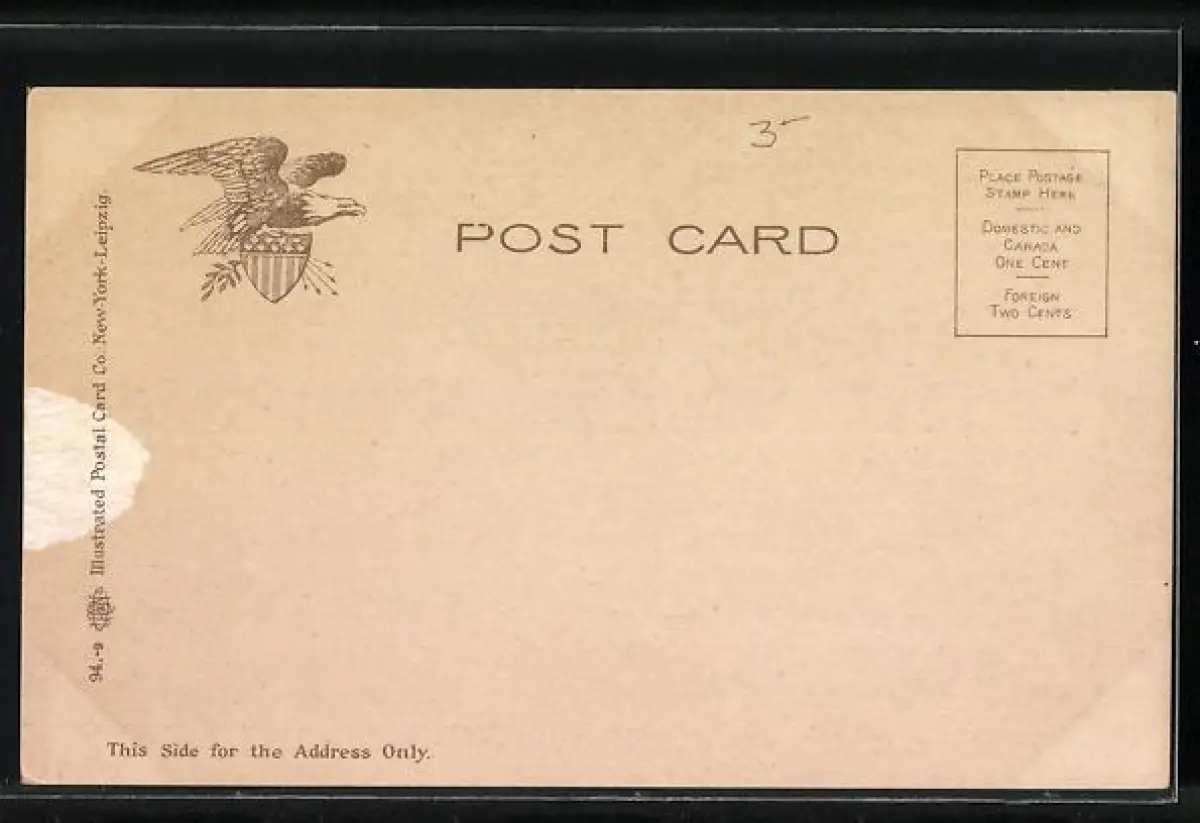 3-
POST CARD
PLACE POSTAGE
STAMP HERE
DOMESTIC AND
CANADA
ONE CENT
FOREIGN
TWO CENTS
94.-9 Illustrated Postal Card Co. New-York-Leipzig.
This Side for the Address Only.